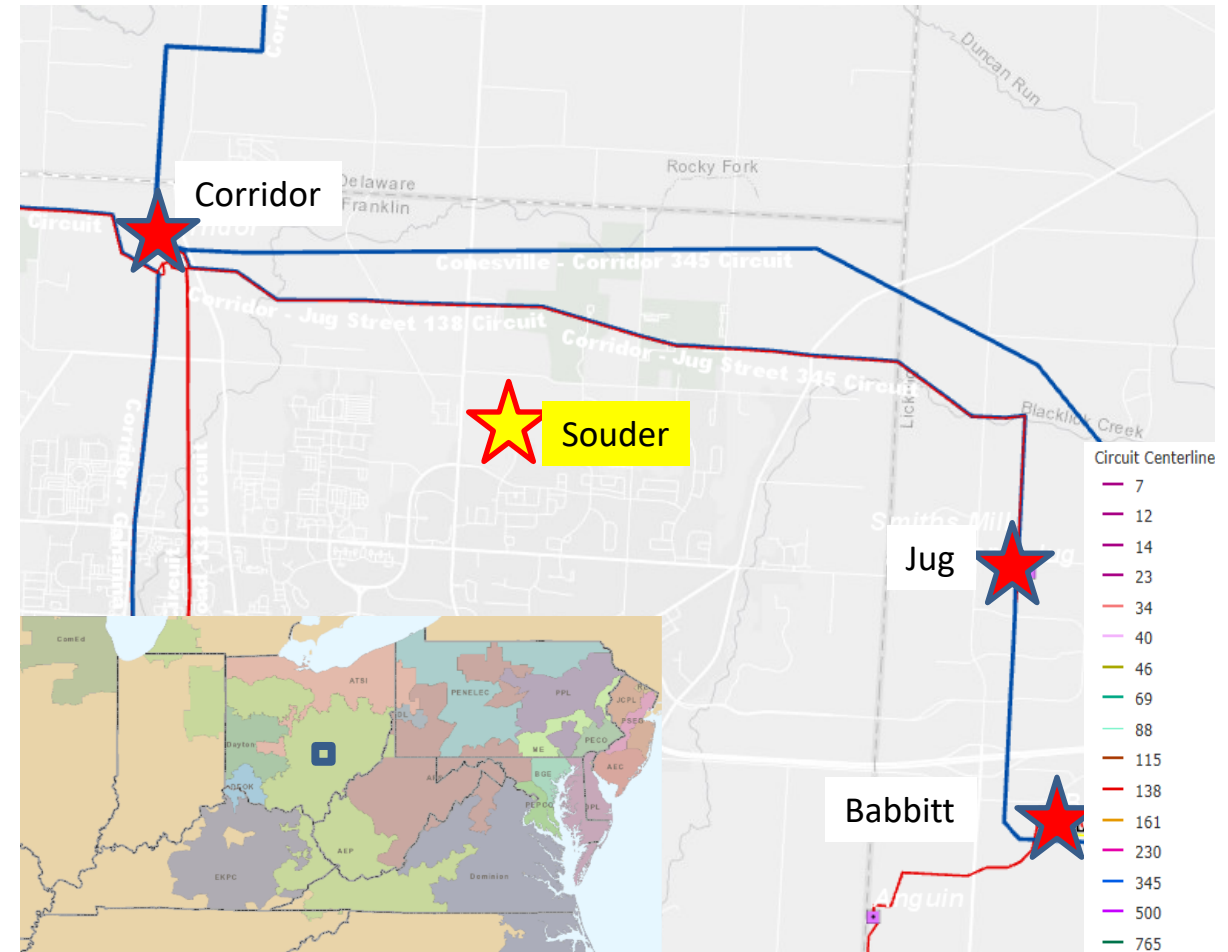 Duncan Run
Rocky Fork
Corridor
Delaware
Franklin
Circuit
Conesville - Corridor 345 Circuit
Corridor - Jug Street 138 Circuit
Corridor - Jug Street 345 Circuit
Souder
Blacklick Creek
Circuit Centerline
7
12
14
23
34
40
46
69
88
115
138
161
230
345
500
765
Smiths Mill
Jug
Babbitt
Anguin
ComEd
ATSI
PENELEC
PPL
JCPL
PSEG
Dayton
ME
PECO
AEC
BGE
PEPCO
DPL
DEOK
AEP
EKPC
Dominion